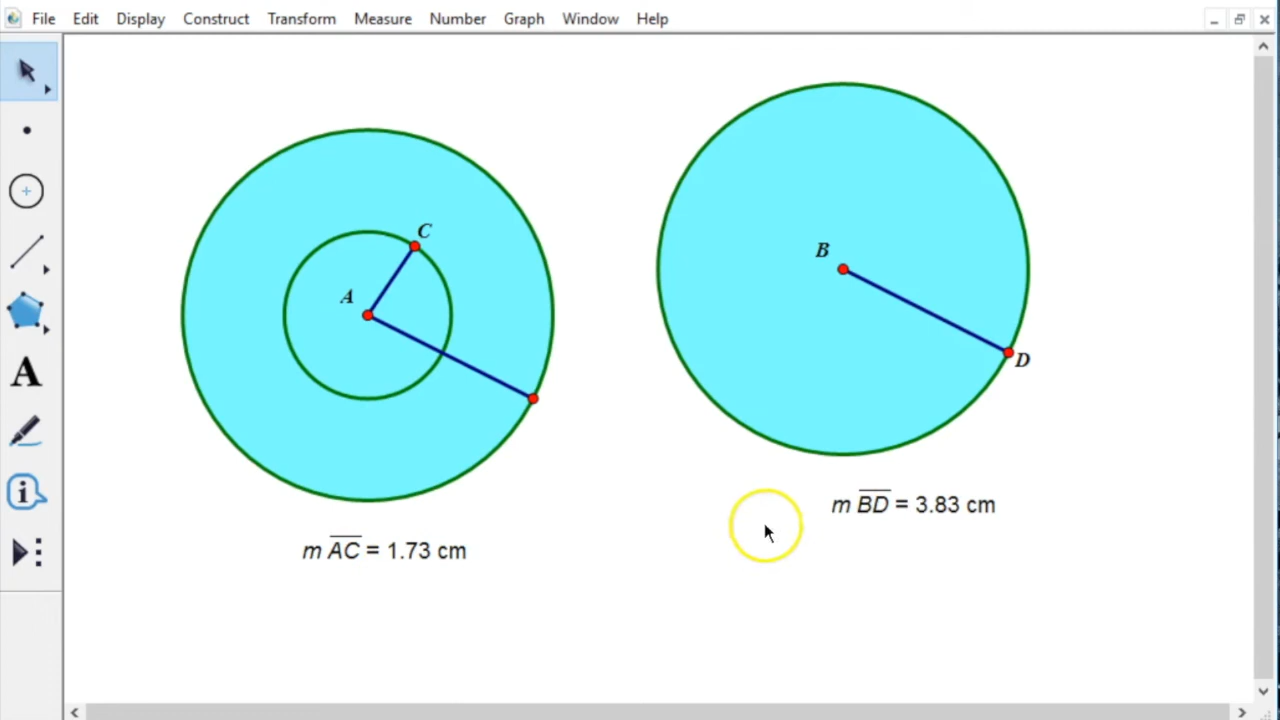 File Edit Display Construct Transform Measure Number Graph Window Help
A
C
A
B
D
m BD = 3.83 cm
m AC = 1.73 cm